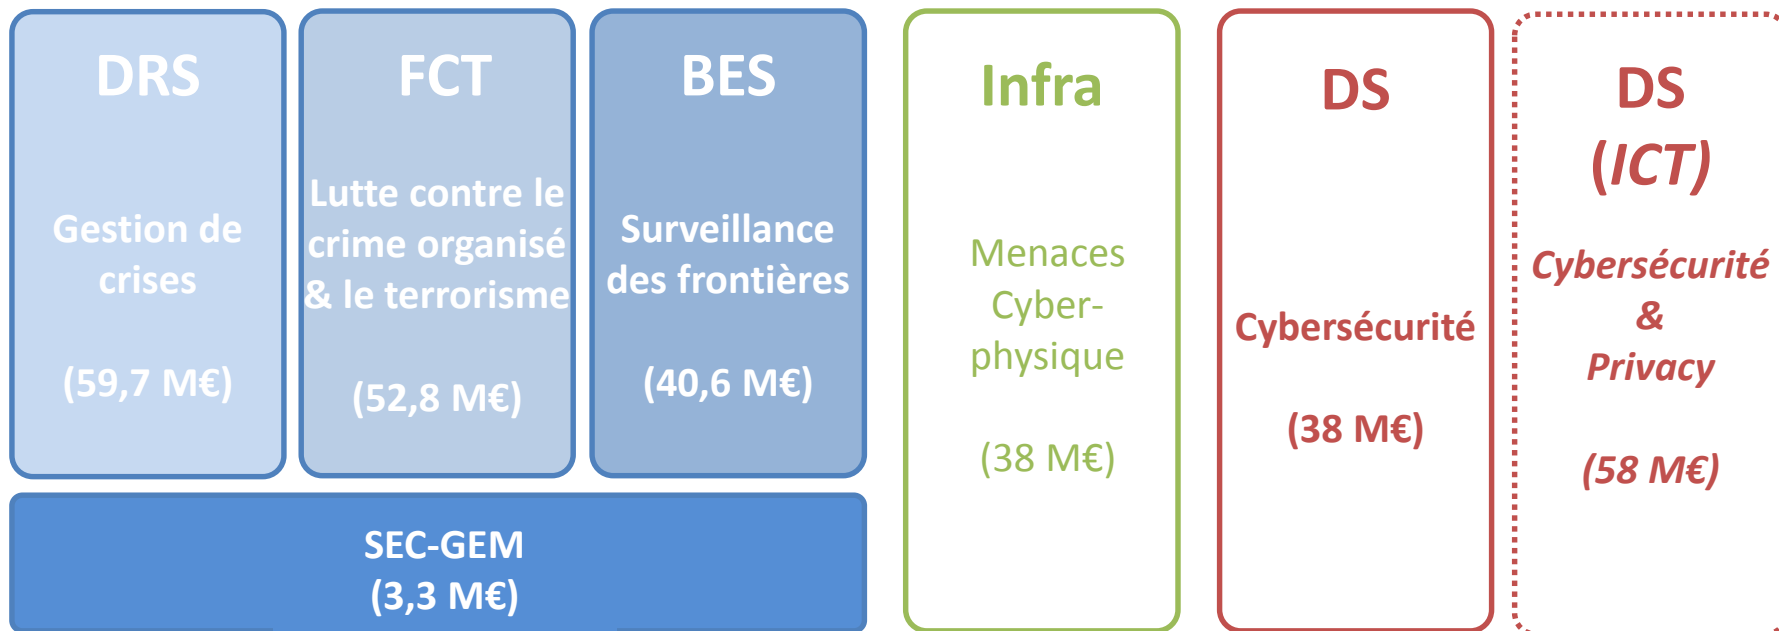 DRS
Gestion de
crises
(59,7 M€)
FCT
Lutte contre le
crime organisé
& le terrorisme
(52,8 M€)
BES
Surveillance
des frontières
(40,6 M€)
SEC-GEM
(3,3 M€)
Infra
Menaces
Cyber-
physique
(38 M€)
DS
Cybersécurité
(38 M€)
DS
(ICT)
Cybersécurité
&
Privacy
(58 M€)